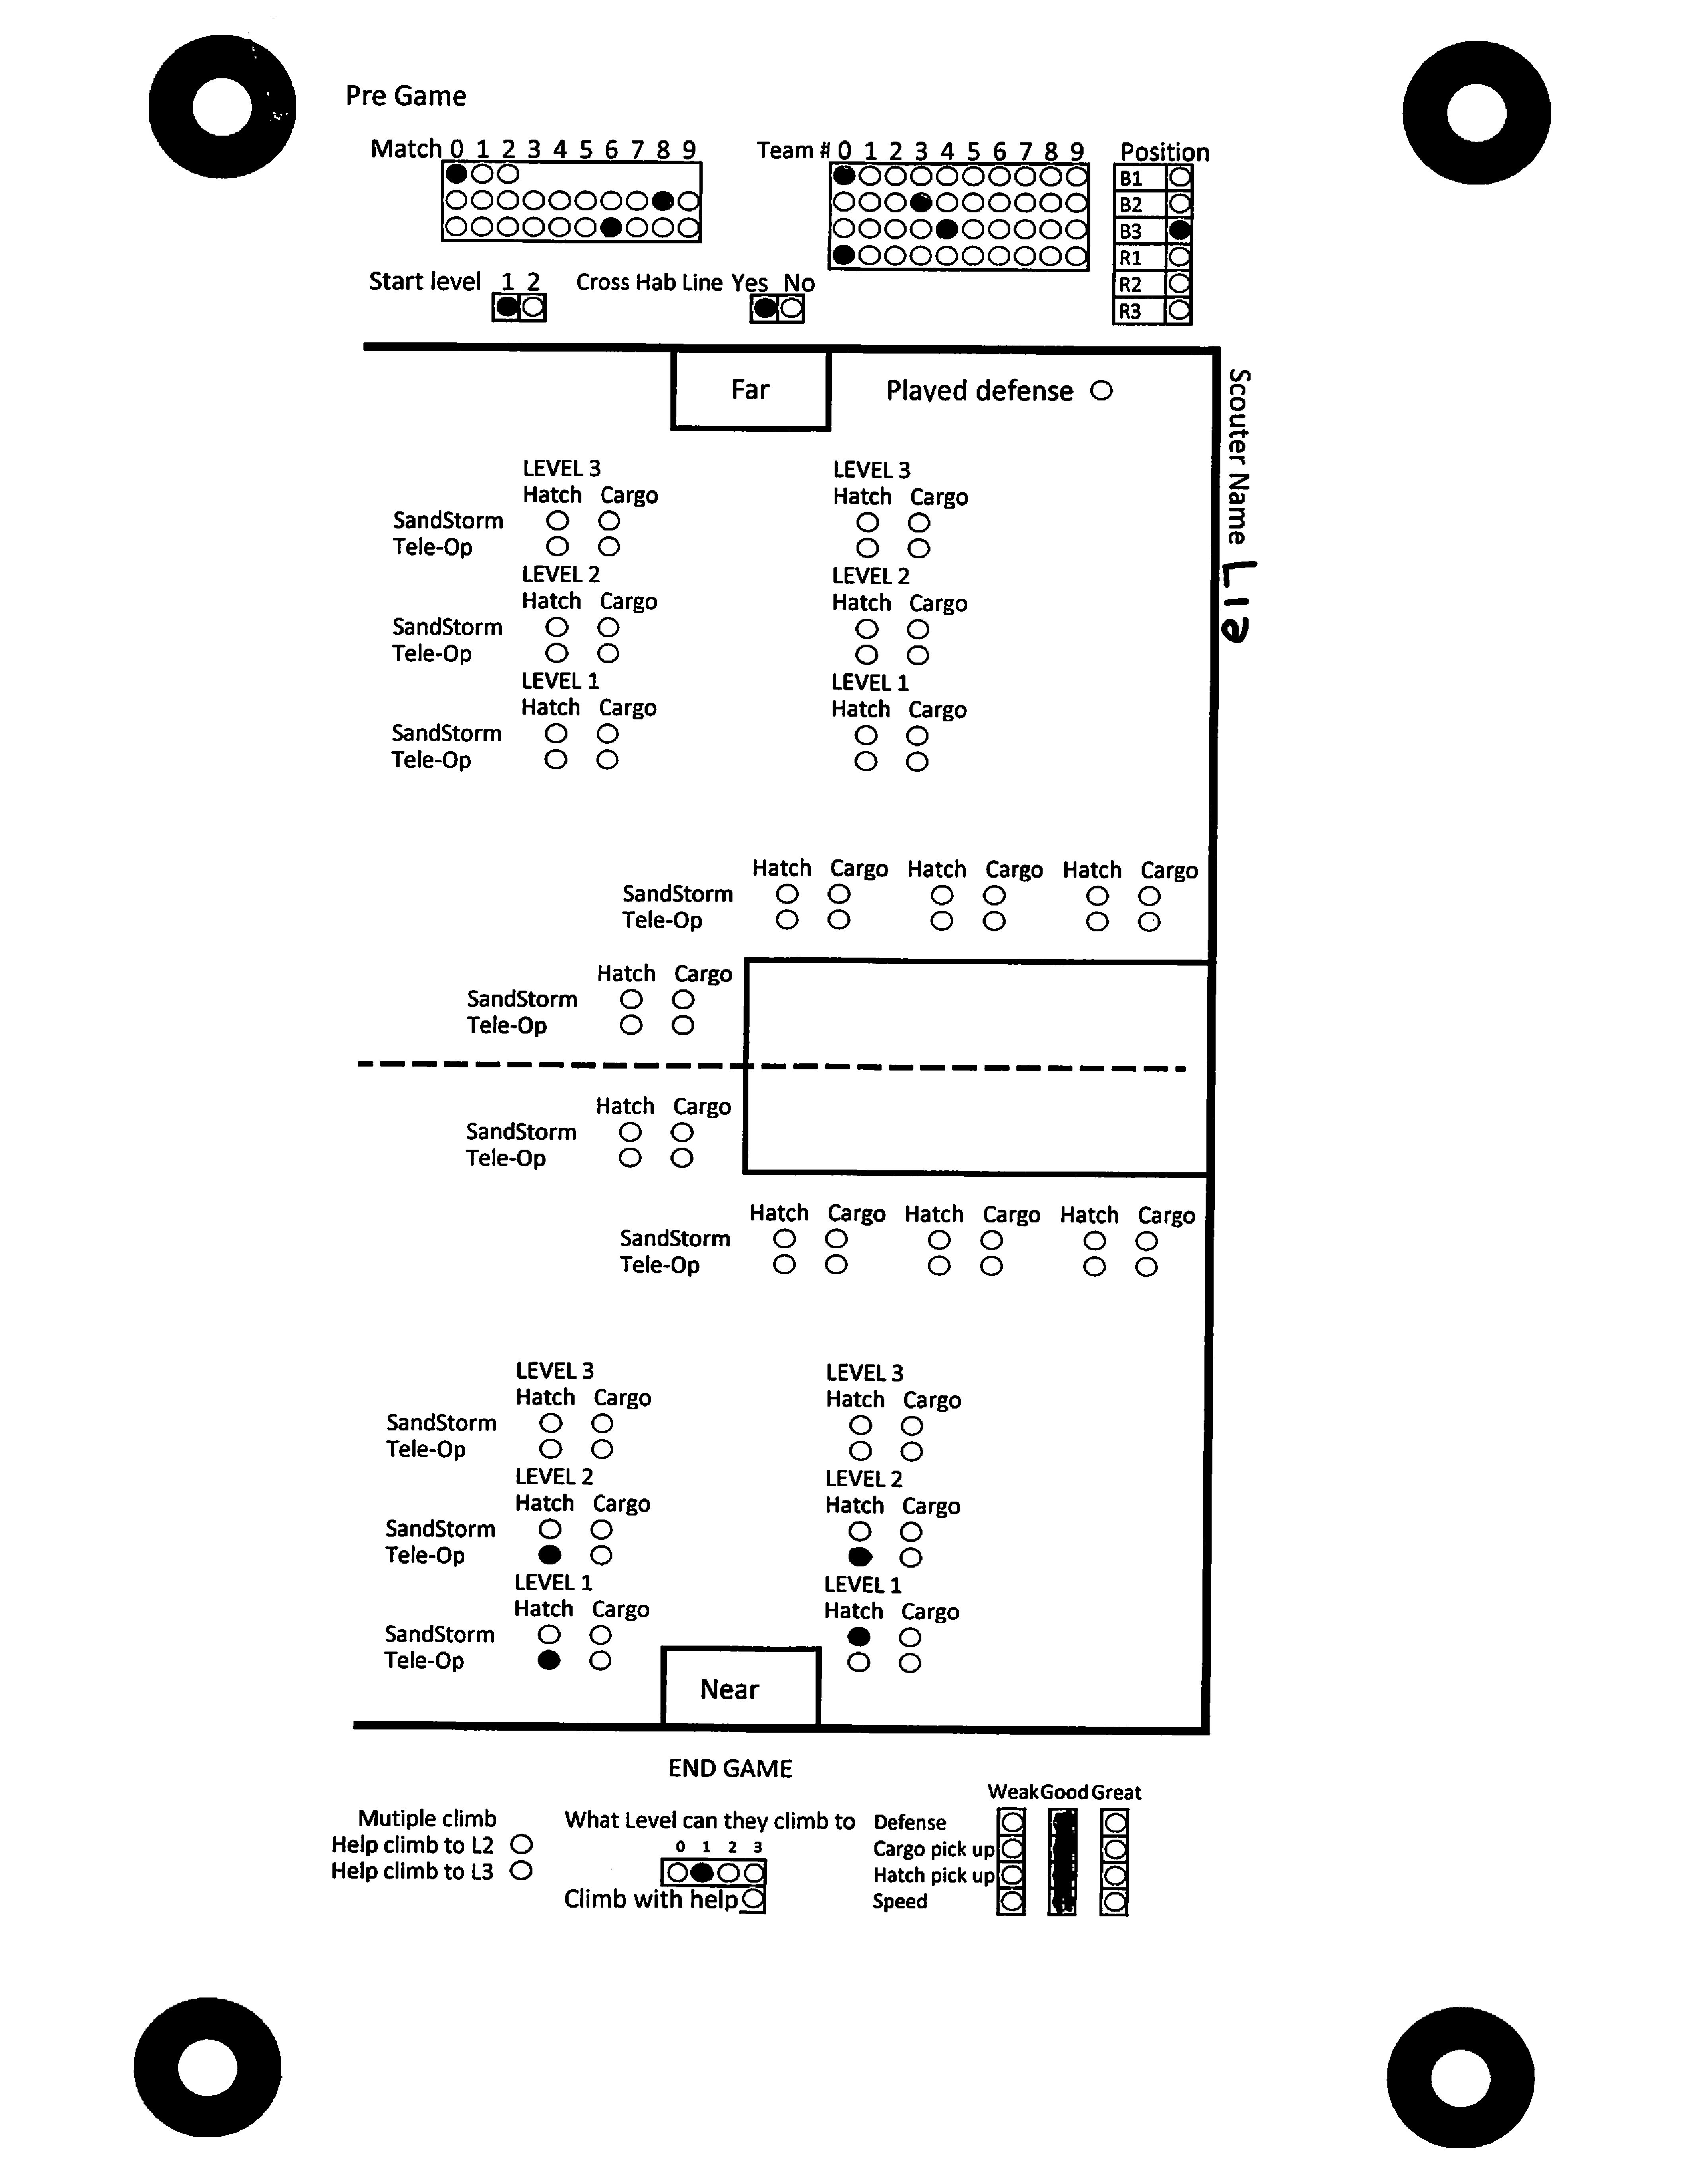 Pre Game
Match 0 1 2 3 4 5 6 7 8 9
Team # 0 1 2 3 4 5 6 7 8 9
Position
B1
B2
B3
R1
R2
R3
Start level 1 2
Cross Hab Line Yes No
Far
Played defense
Scouter Name
LEVEL 3 LEVEL 3
Hatch Cargo Hatch Cargo
SandStorm
Tele-Op
LEVEL 2 LEVEL 2
Hatch Cargo Hatch Cargo
SandStorm
Tele-Op
LEVEL 1 LEVEL 1
Hatch Cargo Hatch Cargo
SandStorm
Tele-Op
Hatch Cargo Hatch Cargo Hatch Cargo
SandStorm
Tele-Op
Hatch Cargo
SandStorm
Tele-Op
Hatch Cargo
SandStorm
Tele-Op
Hatch Cargo Hatch Cargo Hatch Cargo
SandStorm
Tele-Op
LEVEL 3 LEVEL 3
Hatch Cargo Hatch Cargo
SandStorm
Tele-Op
LEVEL 2 LEVEL 2
Hatch Cargo Hatch Cargo
SandStorm
Tele-Op
LEVEL 1 LEVEL 1
Hatch Cargo Hatch Cargo
SandStorm
Tele-Op
Near
END GAME
Mutiple climb
Help climb to L2
Help climb to L3
What Level can they climb to
0 1 2 3
Climb with help
Weak Good Great
Defense
Cargo pick up
Hatch pick up
Speed